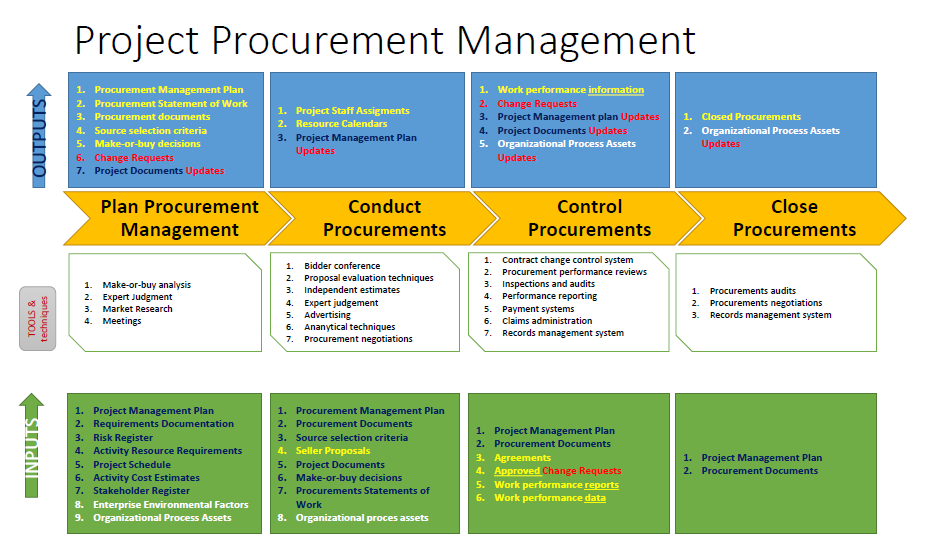 Project Procurement Management
OUTPUTS
1. Procurement Management Plan
2. Procurement Statement of Work
3. Procurement documents
4. Source selection criteria
5. Make-or-buy decisions
6. Change Requests
7. Project Documents Updates
1. Project Staff Assigments
2. Resource Calendars
3. Project Management Plan
Updates
1. Work performance information
2. Change Requests
3. Project Management plan Updates
4. Project Documents Updates
5. Organizational Process Assets
Updates
1. Closed Procurements
2. Organizational Process Assets
Updates
Plan Procurement
Management
Conduct
Procurements
Control
Procurements
Close
Procurements
TOOLS &
techniques
1. Make-or-buy analysis
2. Expert Judgment
3. Market Research
4. Meetings
1. Bidder conference
2. Proposal evaluation techniques
3. Independent estimates
4. Expert judgement
5. Advertising
6. Ananytical techniques
7. Procurement negotiations
1. Contract change control system
2. Procurement performance reviews
3. Inspections and audits
4. Performance reporting
5. Payment systems
6. Claims administration
7. Records management system
1. Procurements audits
2. Procurements negotiations
3. Records management system
INPUTS
1. Project Management Plan
2. Requirements Documentation
3. Risk Register
4. Activity Resource Requirements
5. Project Schedule
6. Activity Cost Estimates
7. Stakeholder Register
8. Enterprise Environmental Factors
9. Organizational Process Assets
1. Procurement Management Plan
2. Procurement Documents
3. Source selection criteria
4. Seller Proposals
5. Project Documents
6. Make-or-buy decisions
7. Procurements Statements of
Work
8. Organizational proces assets
1. Project Management Plan
2. Procurement Documents
3. Agreements
4. Approved Change Requests
5. Work performance reports
6. Work performance data
1. Project Management Plan
2. Procurement Documents